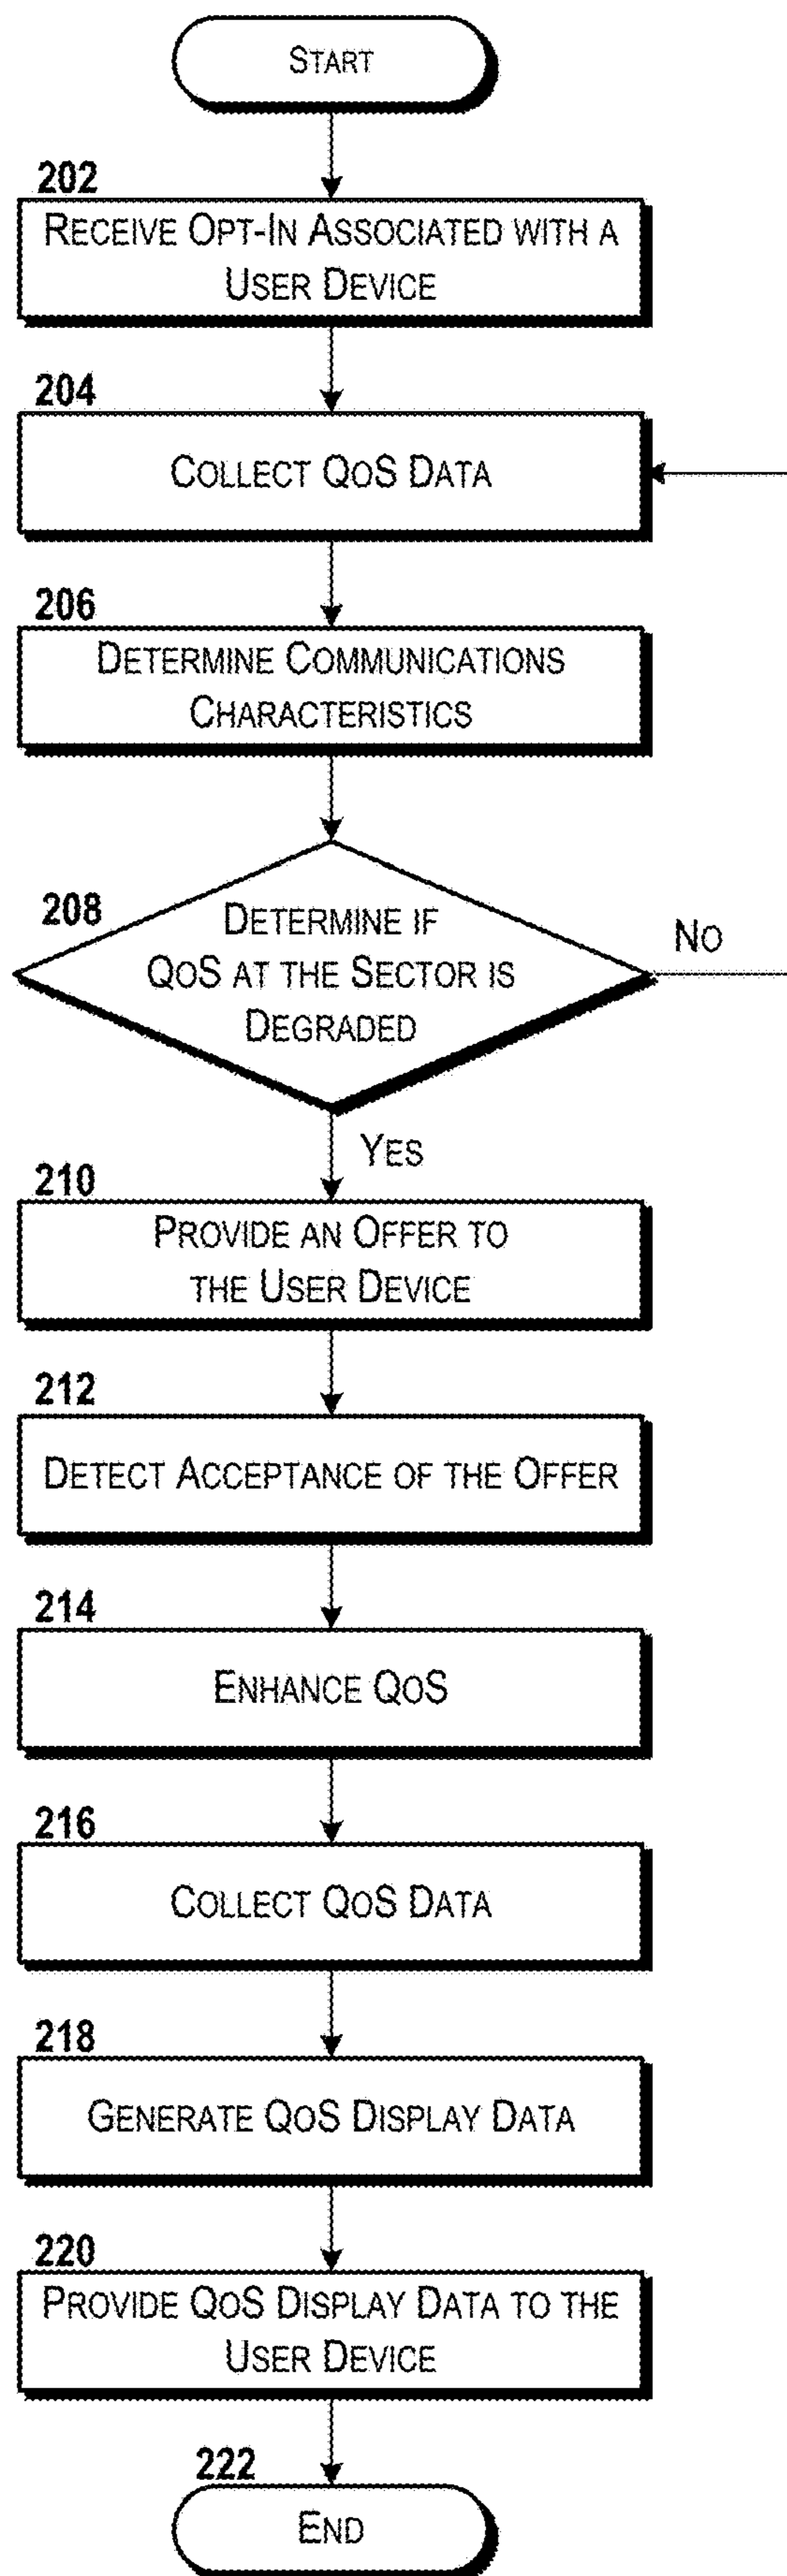 START
202
RECEIVE OPT-IN ASSOCIATED WITH A
USER DEVICE
204
COLLECT QOS DATA
206
DETERMINE COMMUNICATIONS
CHARACTERISTICS
208
DETERMINE IF
QOS AT THE SECTOR IS
DEGRADED
NO
YES
210
PROVIDE AN OFFER TO
THE USER DEVICE
212
DETECT ACCEPTANCE OF THE OFFER
214
ENHANCE QOS
216
COLLECT QOS DATA
218
GENERATE QOS DISPLAY DATA
220
PROVIDE QOS DISPLAY DATA TO THE
USER DEVICE
222
END